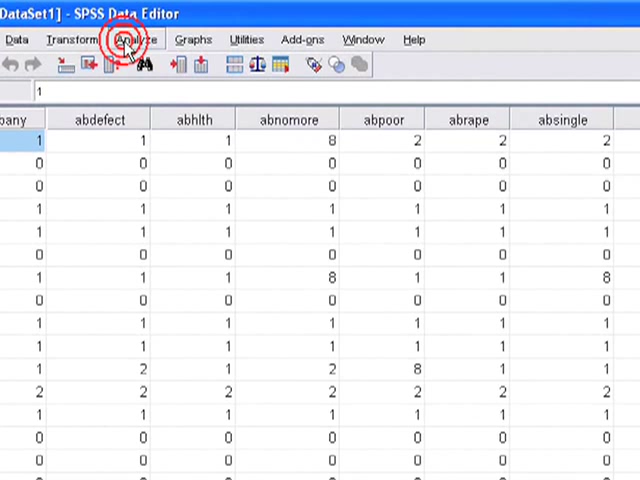 DataSet1] - SPSS Data Editor
Data Transform Analyze Graphs Utilities Add-ons Window Help
1
bany abdefect abhlth abnomore abpoor abrape absingle
1 1 1 8 2 2 2
0 0 0 0 0 0 0
0 0 0 0 0 0 0
1 1 1 1 1 1 1
1 1 1 1 1 1 1
0 0 0 0 0 0 0
1 1 1 8 1 1 8
0 0 0 0 0 0 0
1 1 1 1 1 1 1
1 1 1 1 1 1 1
1 2 1 2 8 1 1
2 2 2 2 2 2 2
1 1 1 1 1 1 1
0 0 0 0 0 0 0
0 0 0 0 0 0 0